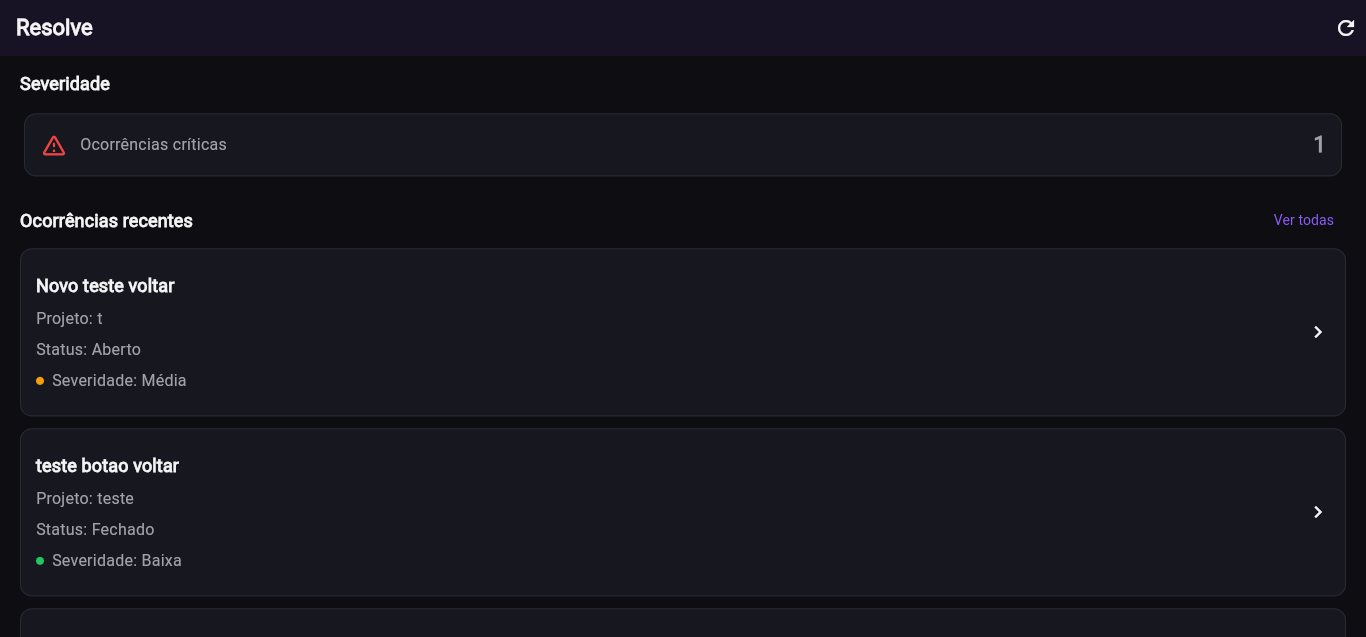 Resolve
Severidade
Ocorrências críticas
1
Ocorrências recentes
Ver todas
Novo teste voltar
Projeto: t
Status: Aberto
Severidade: Média
teste botao voltar
Projeto: teste
Status: Fechado
Severidade: Baixa